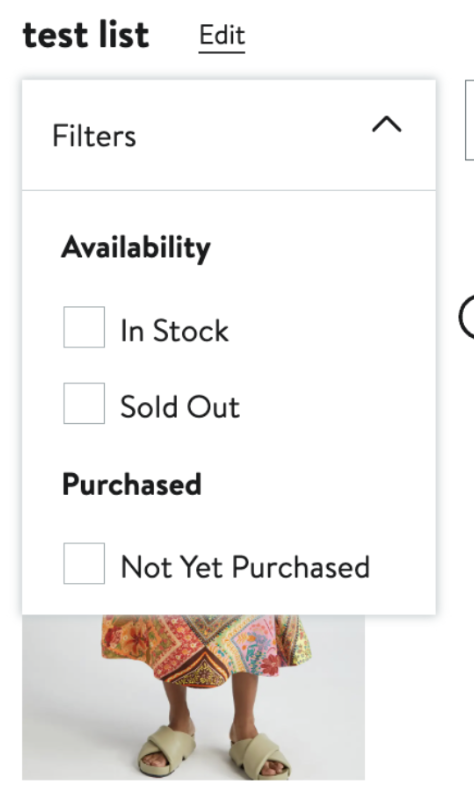 test list Edit
Filters
Availability
In Stock
Sold Out
Purchased
Not Yet Purchased